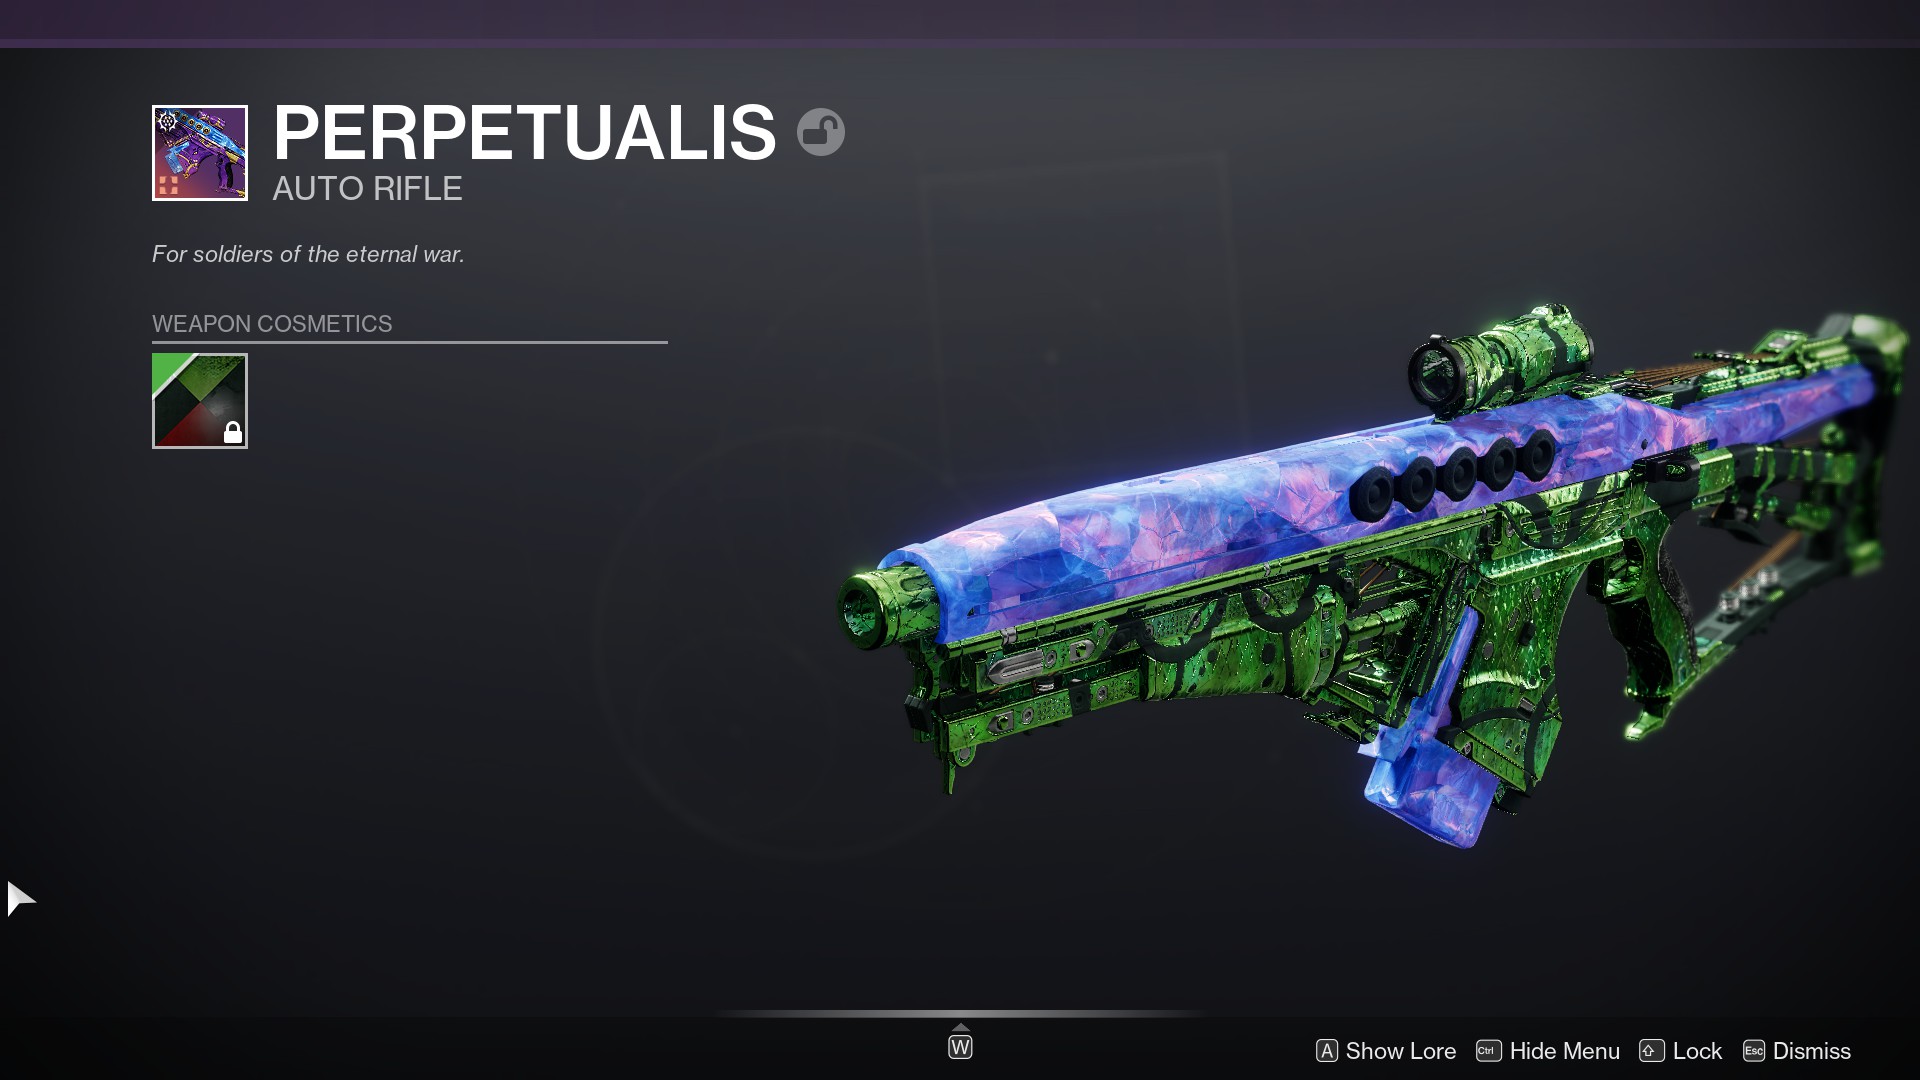 PERPETUALIS
AUTO RIFLE
For soldiers of the eternal war.
WEAPON COSMETICS
W
A Show Lore Ctrl Hide Menu Lock Esc Dismiss